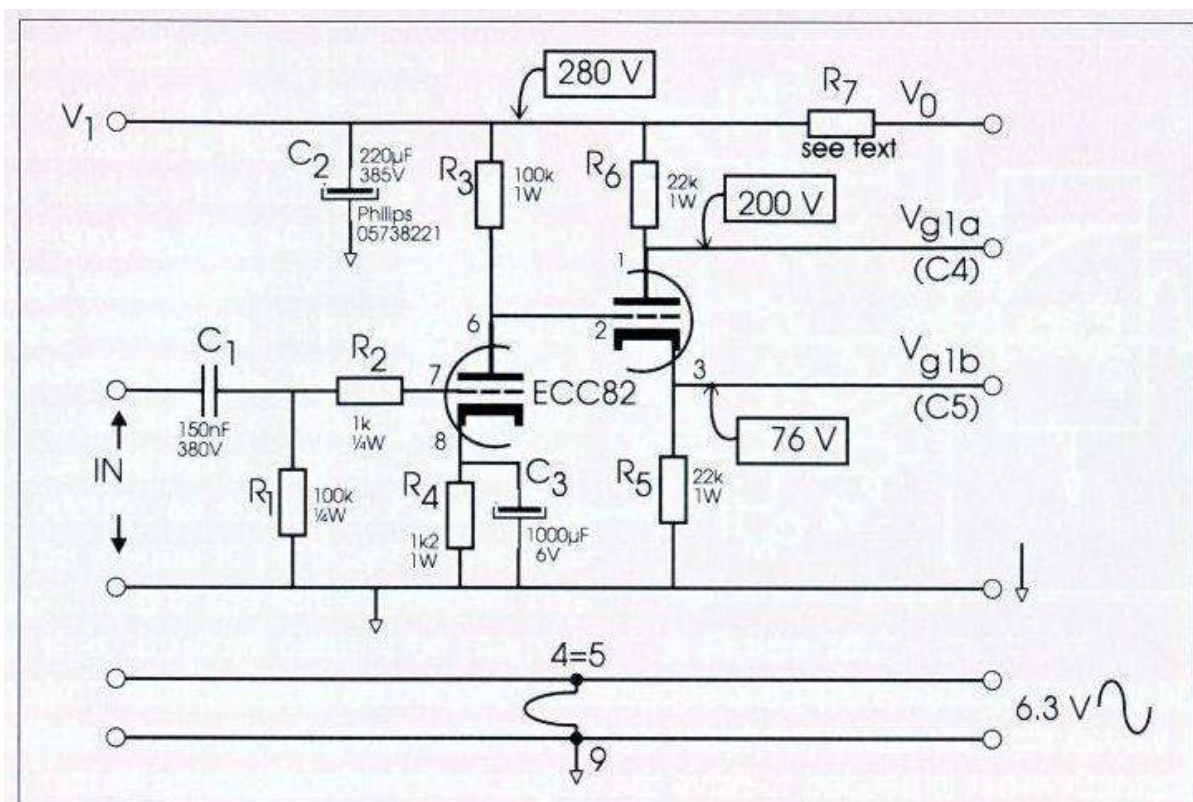 280 V
V1
R7
V0
see text
C2
220µF
385V
Phillips
05738221
R3
100k
1W
R6
22k
1W
200 V
Vg1a
(C4)
1
2
3
6
C1
150nF
380V
R2
1k
¼W
7
8
ECC82
Vg1b
(C5)
76 V
IN
R1
100k
¼W
R4
1k2
1W
C3
1000µF
6V
R5
22k
1W
4=5
6.3 V
9